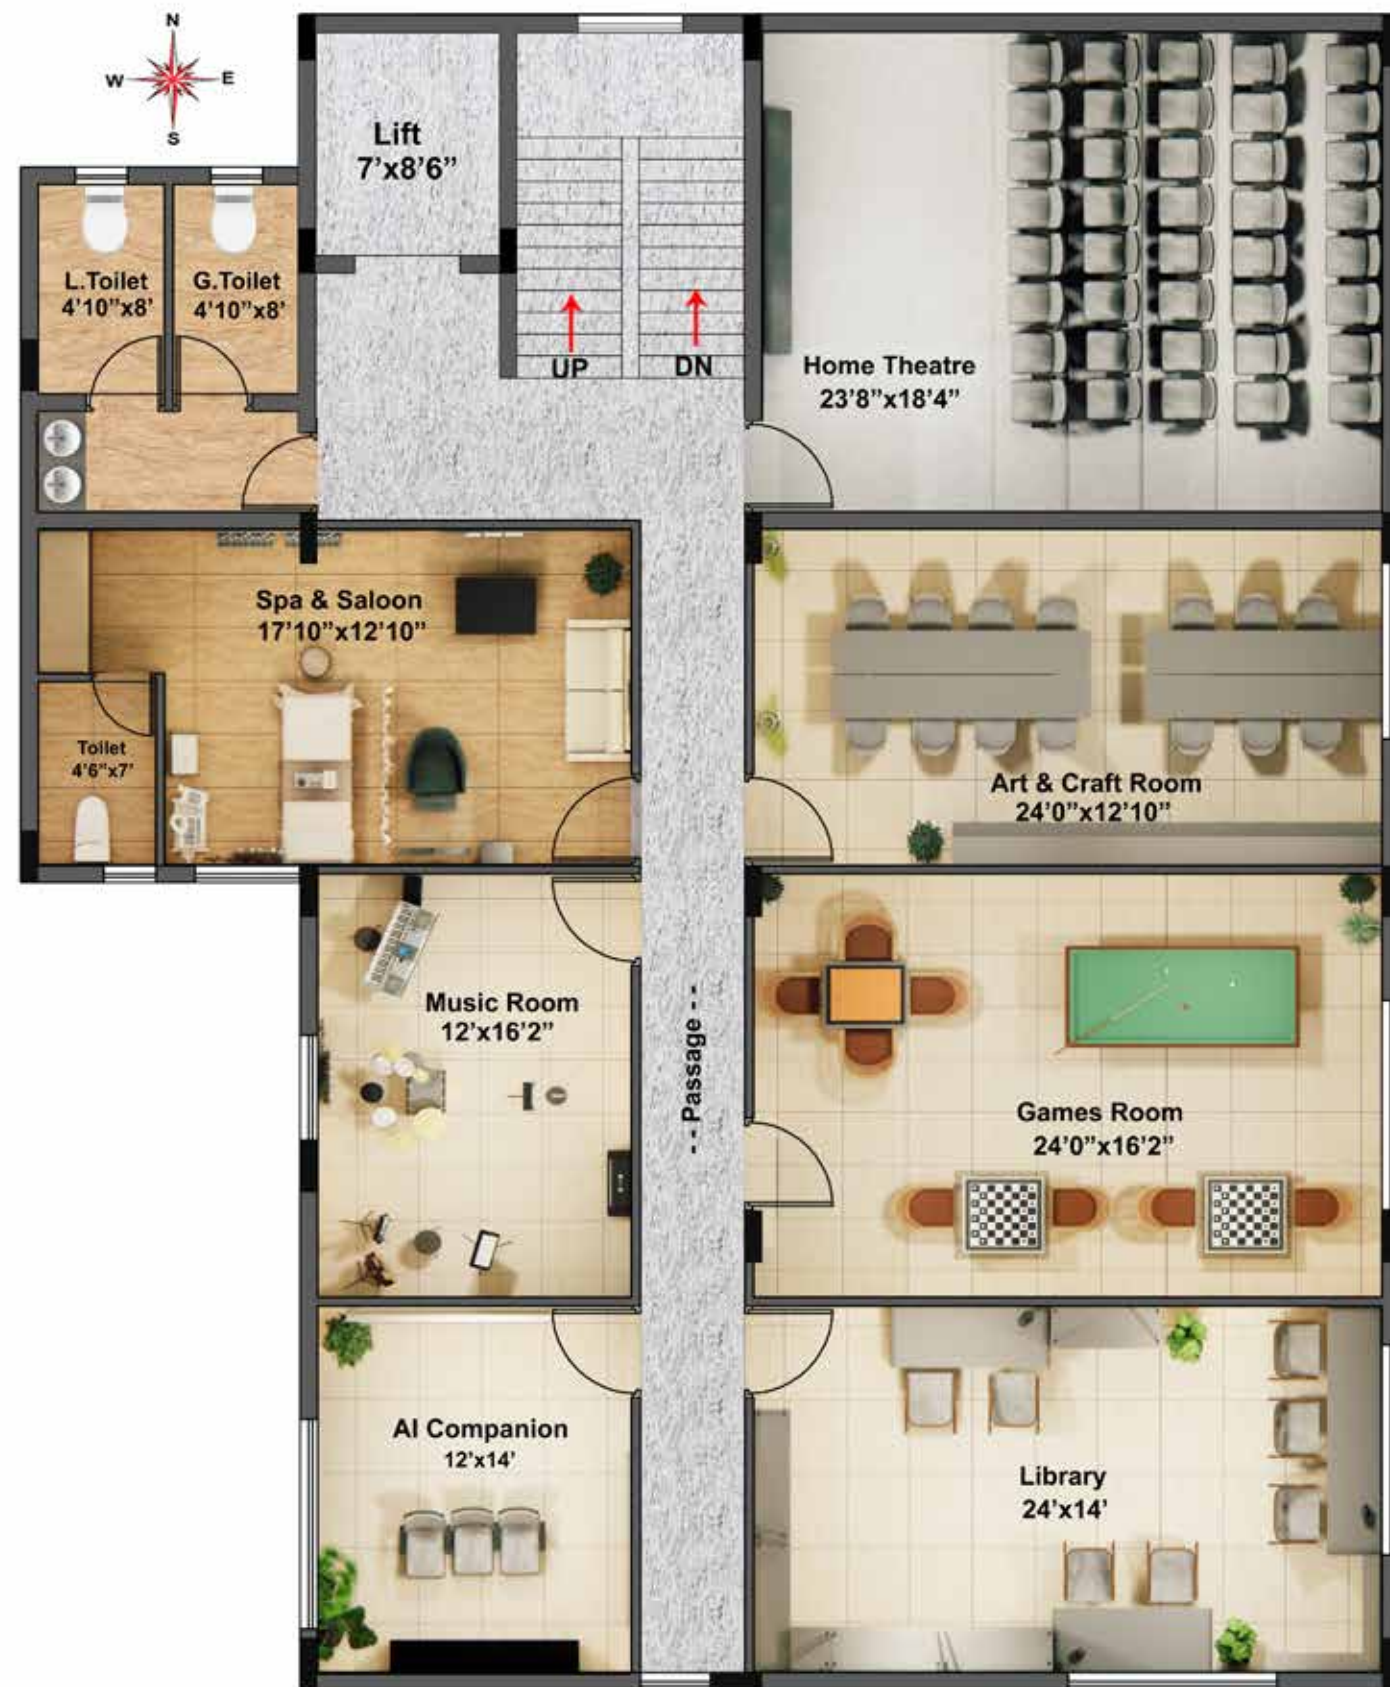 N
W E
S
Lift
7’x8’6”
L.Toilet
4’10”x8’
G.Toilet
4’10”x8’
UP
DN
Home Theatre
23’8”x18’4”
Spa & Saloon
17’10”x12’10”
Toilet
4’6”x7’
Art & Craft Room
24’0”x12’10”
Music Room
12’x16’2”
-- Passage --
Games Room
24’0”x16’2”
AI Companion
12’x14’
Library
24’x14’